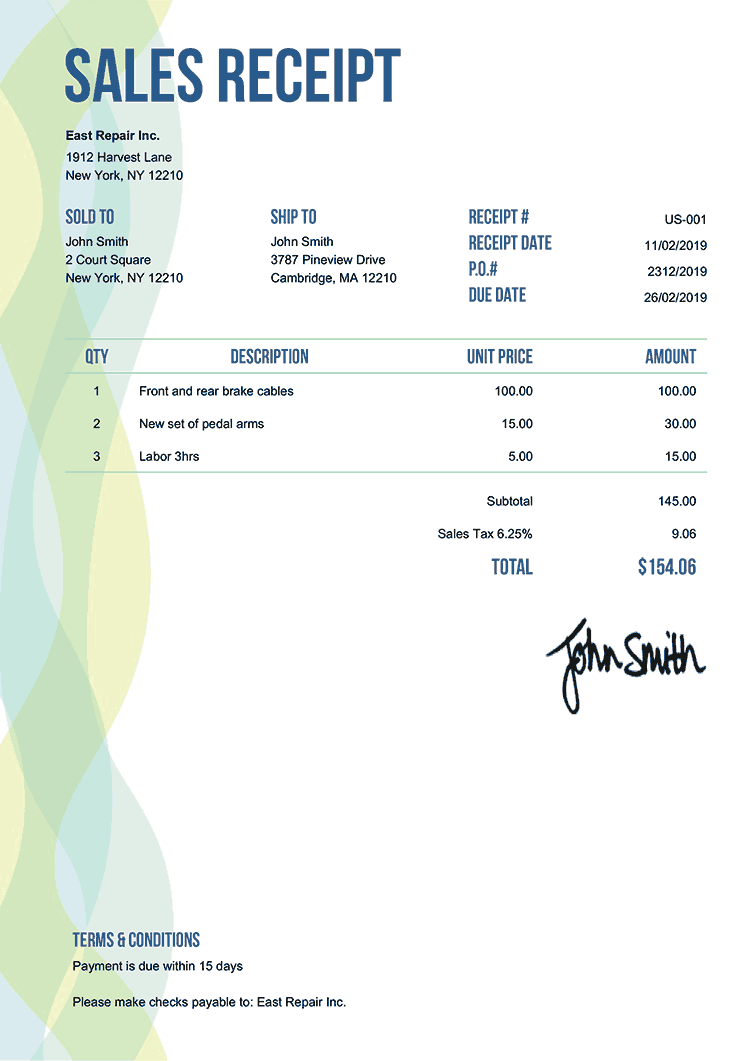 SALES RECEIPT
East Repair Inc.
1912 Harvest Lane
New York, NY 12210
SOLD TO
John Smith
2 Court Square
New York, NY 12210
SHIP TO
John Smith
3787 Pineview Drive
Cambridge, MA 12210
RECEIPT # US-001
RECEIPT DATE 11/02/2019
P.O.# 2312/2019
DUE DATE 26/02/2019
QTY DESCRIPTION UNIT PRICE AMOUNT
1 Front and rear brake cables 100.00 100.00
2 New set of pedal arms 15.00 30.00
3 Labor 3hrs 5.00 15.00
Subtotal 145.00
Sales Tax 6.25% 9.06
TOTAL $154.06
John Smith
TERMS & CONDITIONS
Payment is due within 15 days
Please make checks payable to: East Repair Inc.